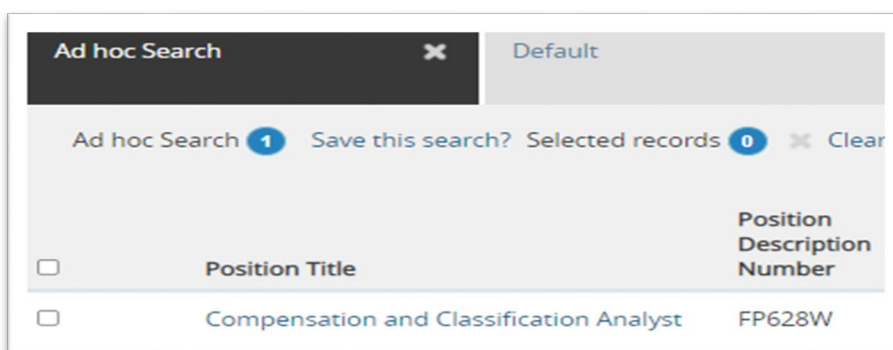 Ad hoc Search Default
Ad hoc Search 1 Save this search? Selected records 0 Clear
Position Title Position Description Number
Compensation and Classification Analyst FP628W